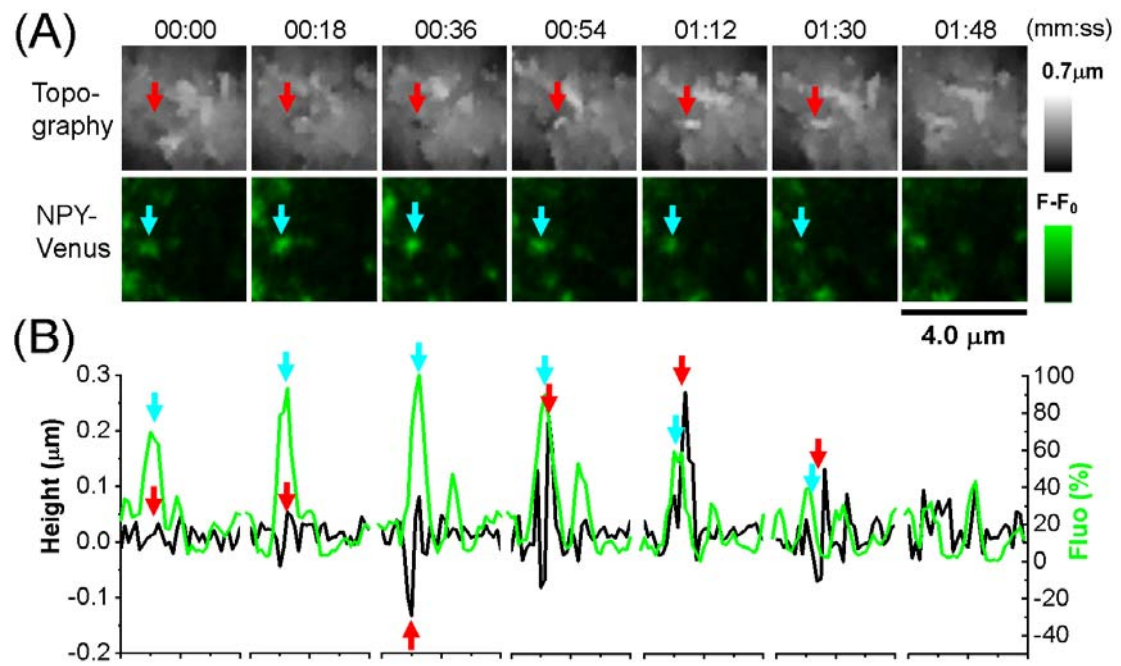 (A) 00:00 00:18 00:36 00:54 01:12 01:30 01:48 (mm:ss)
Topo-
graphy
0.7μm
NPY-
Venus
F-F₀
4.0 μm
(B)
Height (μm)
0.3
0.2
0.1
0.0
-0.1
-0.2
100
80
60
40
20
0
-20
-40
Fluo (%)